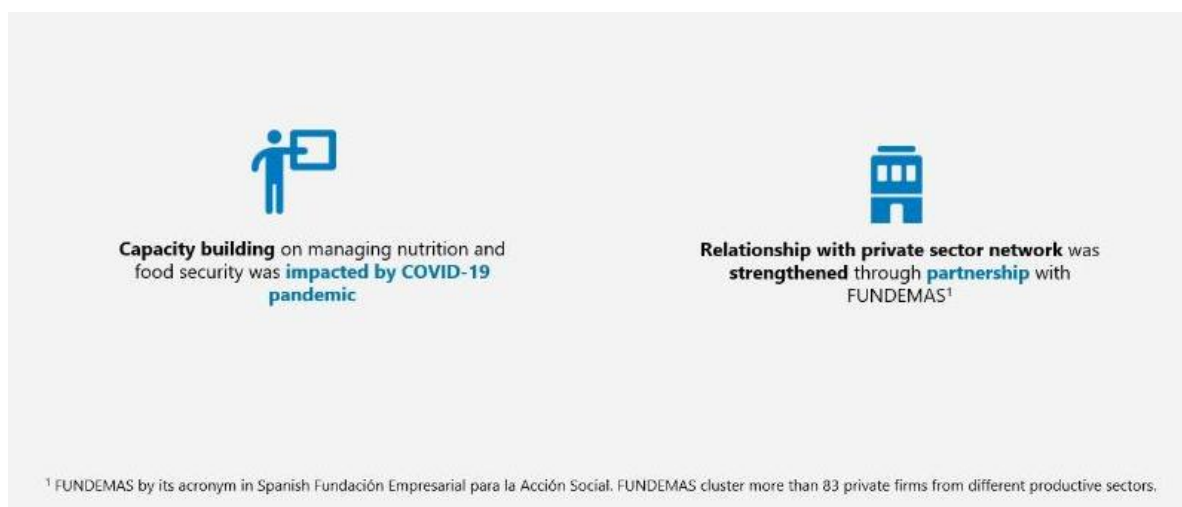 Capacity building on managing nutrition and
food security was impacted by COVID-19
pandemic
Relationship with private sector network was
strengthened through partnership with
FUNDEMAS¹
¹ FUNDEMAS by its acronym in Spanish Fundación Empresarial para la Acción Social. FUNDEMAS cluster more than 83 private firms from different productive sectors.